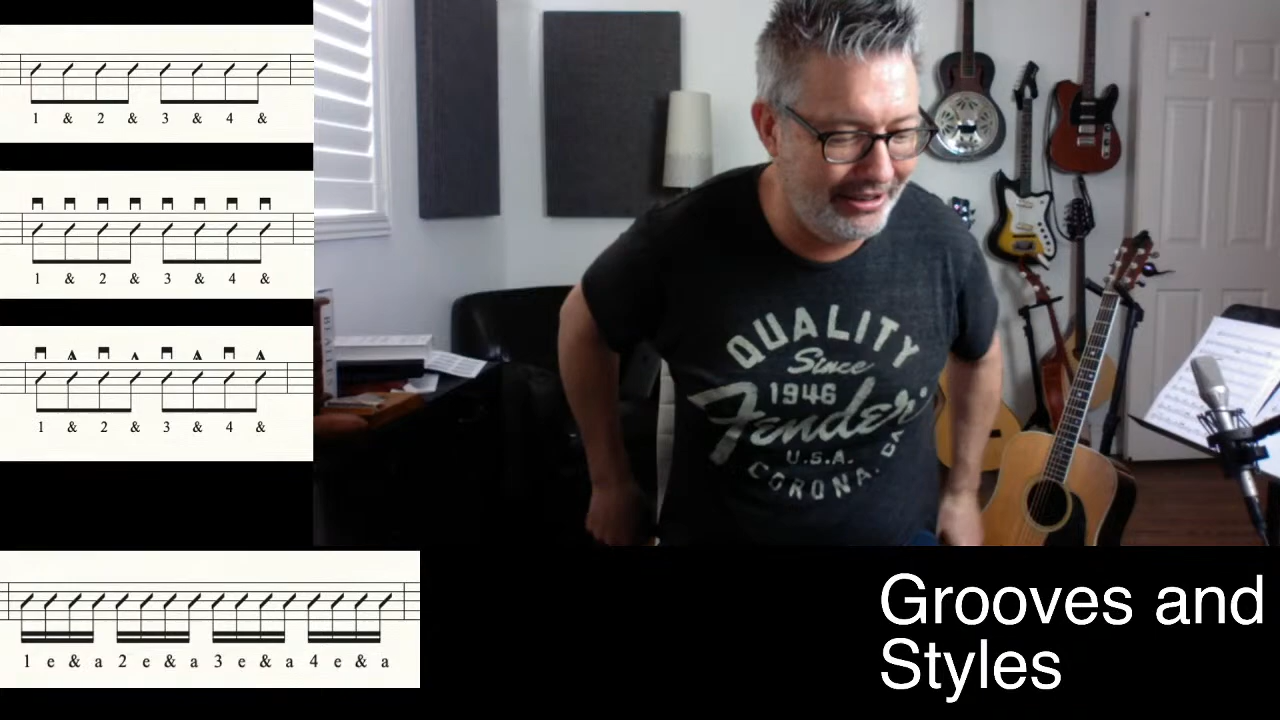 1 & 2 & 3 & 4 &
1 & 2 & 3 & 4 &
1 & 2 & 3 & 4 &
1 e & a 2 e & a 3 e & a 4 e & a
QUALITY
Since
1946
Fender
U.S.A.
CORONA, CA
Grooves and
Styles